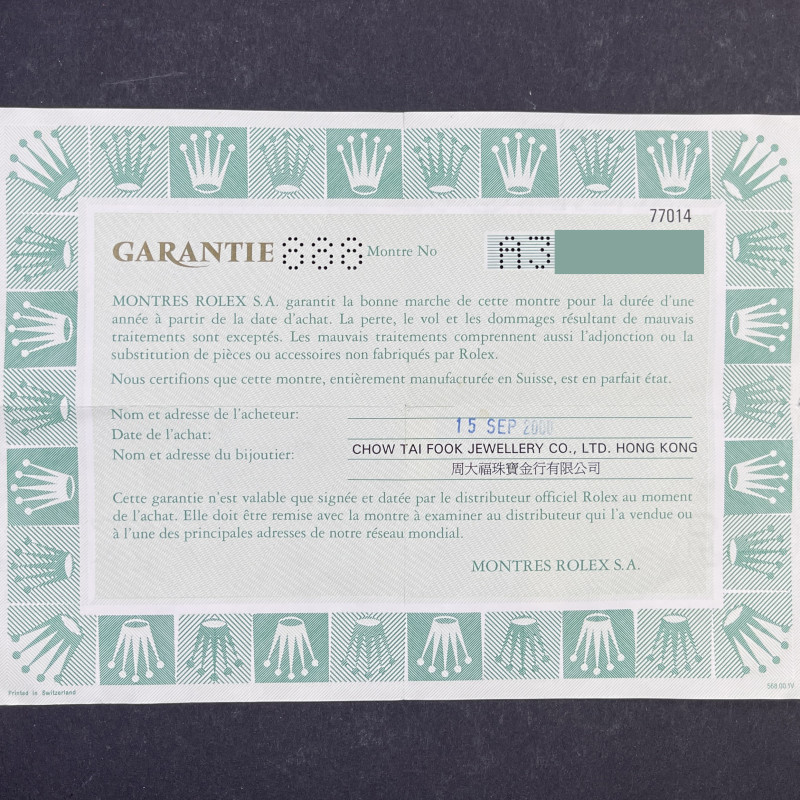 77014
GARANTIE 888 Montre No A3
MONTRES ROLEX S.A. garantit la bonne marche de cette montre pour la durée d'une
année à partir de la date d'achat. La perte, le vol et les dommages résultant de mauvais
traitements sont exceptés. Les mauvais traitements comprennent aussi l'adjonction ou la
substitution de pièces ou accessoires non fabriqués par Rolex.
Nous certifions que cette montre, entièrement manufacturée en Suisse, est en parfait état.
Nom et adresse de l'acheteur:
Date de l'achat: 15 SEP 2000
Nom et adresse du bijoutier: CHOW TAI FOOK JEWELLERY CO., LTD. HONG KONG
周大福珠寶金行有限公司
Cette garantie n'est valable que signée et datée par le distributeur officiel Rolex au moment
de l'achat. Elle doit être remise avec la montre à examiner au distributeur qui l'a vendue ou
à l'une des principales adresses de notre réseau mondial.
MONTRES ROLEX S.A.
Printed in Switzerland